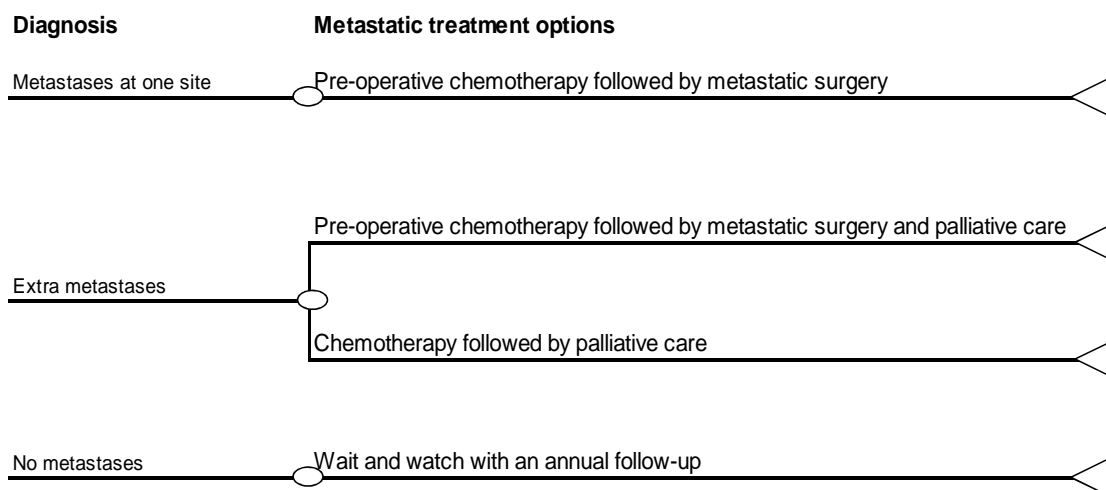 Diagnosis Metastatic treatment options
Metastases at one site Pre-operative chemotherapy followed by metastatic surgery
Pre-operative chemotherapy followed by metastatic surgery and palliative care
Extra metastases
Chemotherapy followed by palliative care
No metastases Wait and watch with an annual follow-up